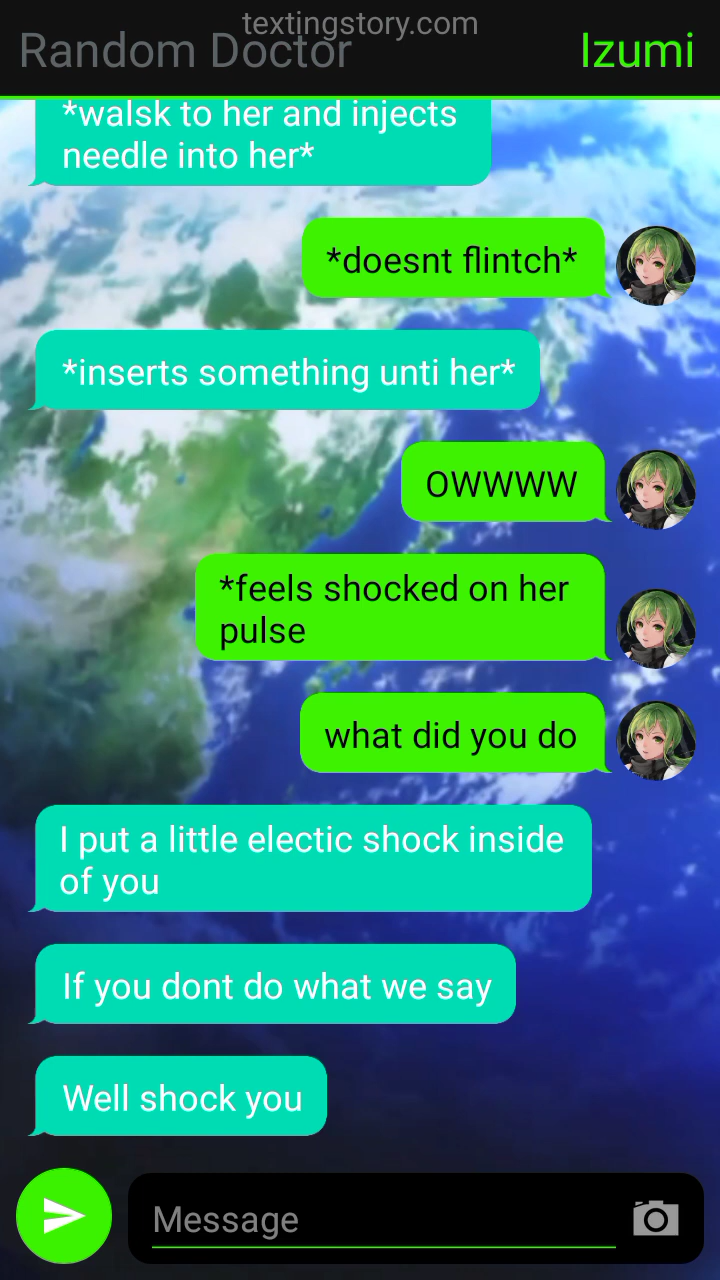 textingstory.com
Random Doctor
Izumi
*walsk to her and injects
needle into her*
*doesnt flintch*
*inserts something unti her*
OWWWW
*feels shocked on her
pulse
what did you do
I put a little electic shock inside
of you
If you dont do what we say
Well shock you
Message